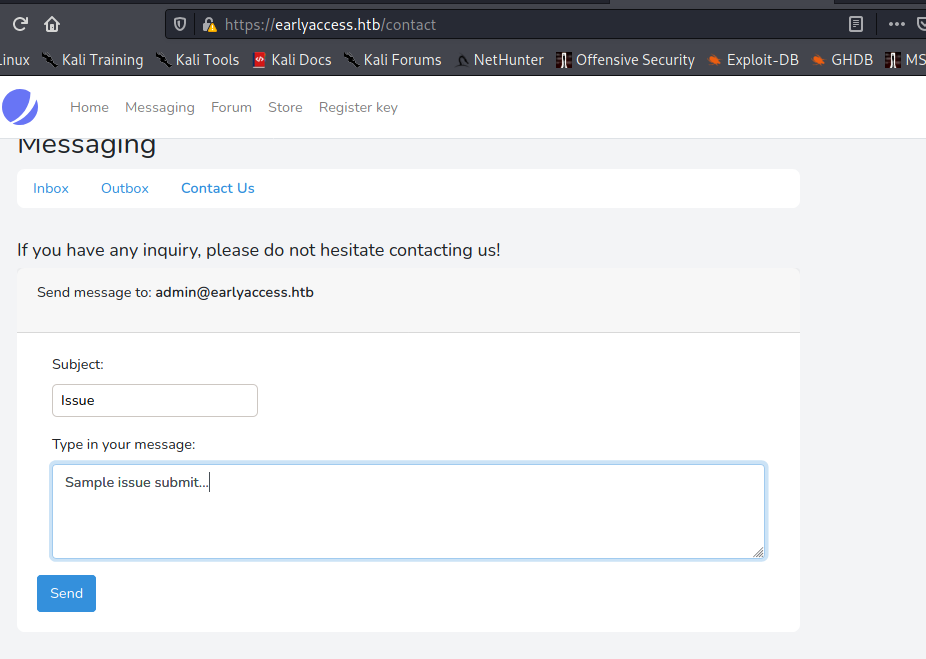 https://earlyaccess.htb/contact
inux Kali Training Kali Tools Kali Docs Kali Forums NetHunter Offensive Security Exploit-DB GHDB MS
Home Messaging Forum Store Register key
Messaging
Inbox Outbox Contact Us
If you have any inquiry, please do not hesitate contacting us!
Send message to: admin@earlyaccess.htb
Subject:
Issue
Type in your message:
Sample issue submit...
Send